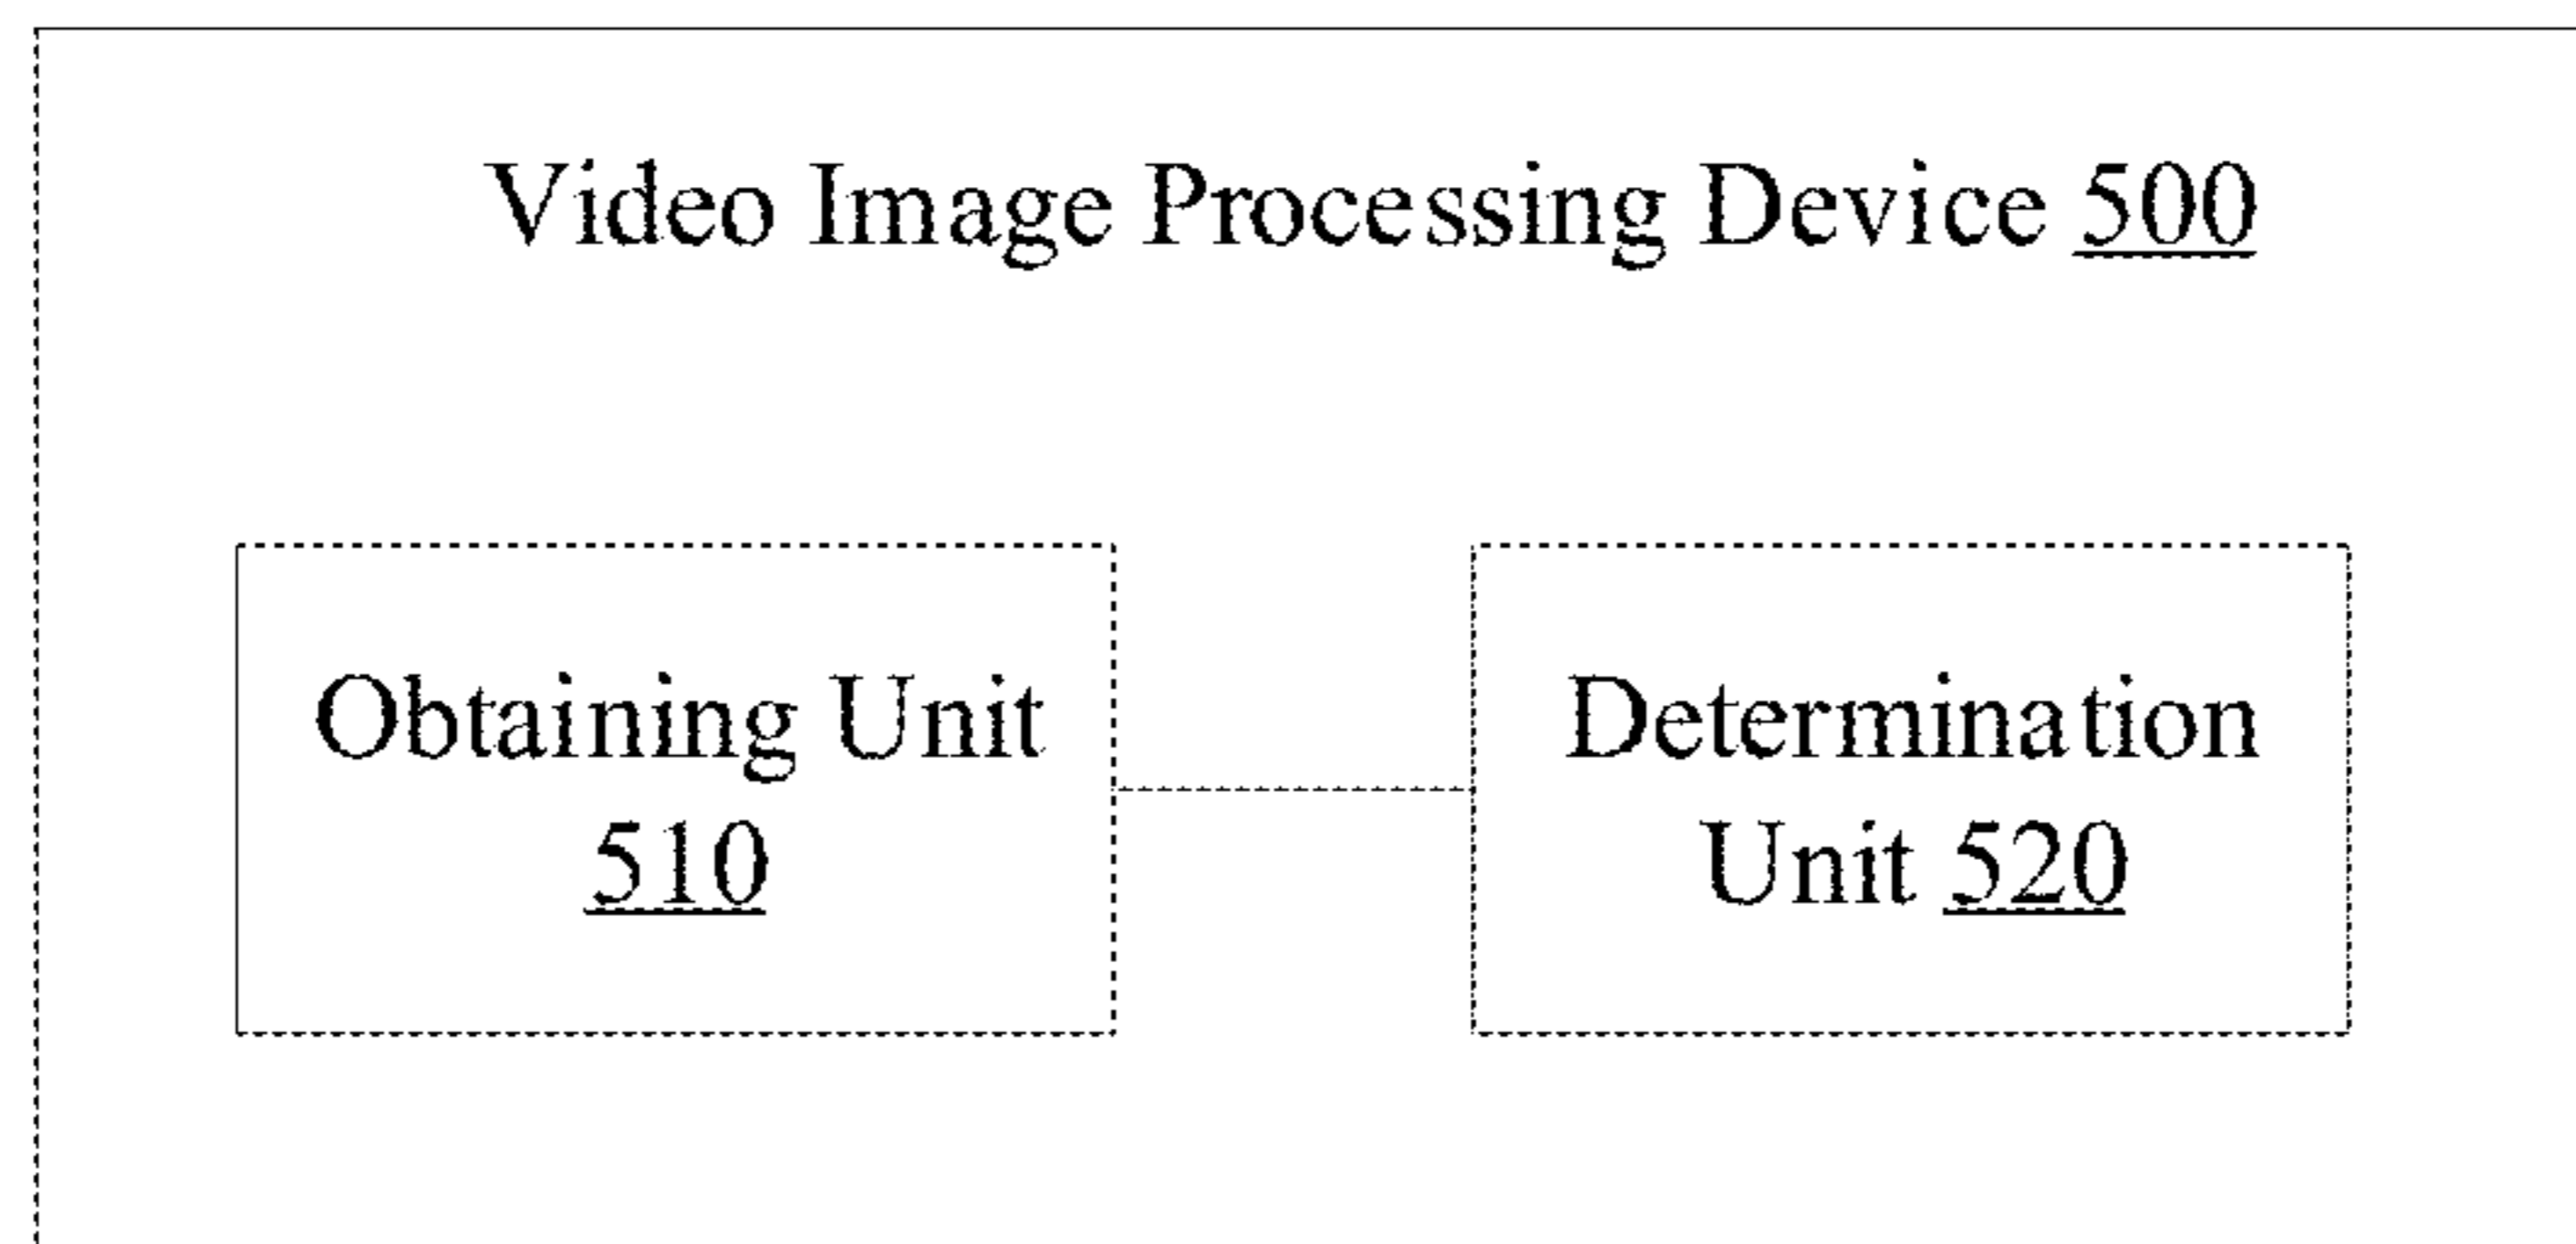 Video Image Processing Device 500
Obtaining Unit
510
Determination
Unit 520